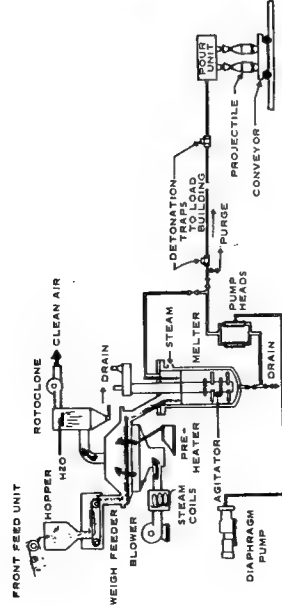 FRONT FEED UNIT
HOPPER
WEIGH FEEDER
BLOWER
STEAM
COILS
PRE-
HEATER
AGITATOR
DIAPHRAGM
PUMP
H2O
ROTOCLONE
CLEAN AIR
DRAIN
STEAM
MELTER
PUMP
HEADS
DRAIN
DETONATION
TRAPS
TO LOAD
BUILDING
PURGE
POUR
UNIT
PROJECTILE
CONVEYOR